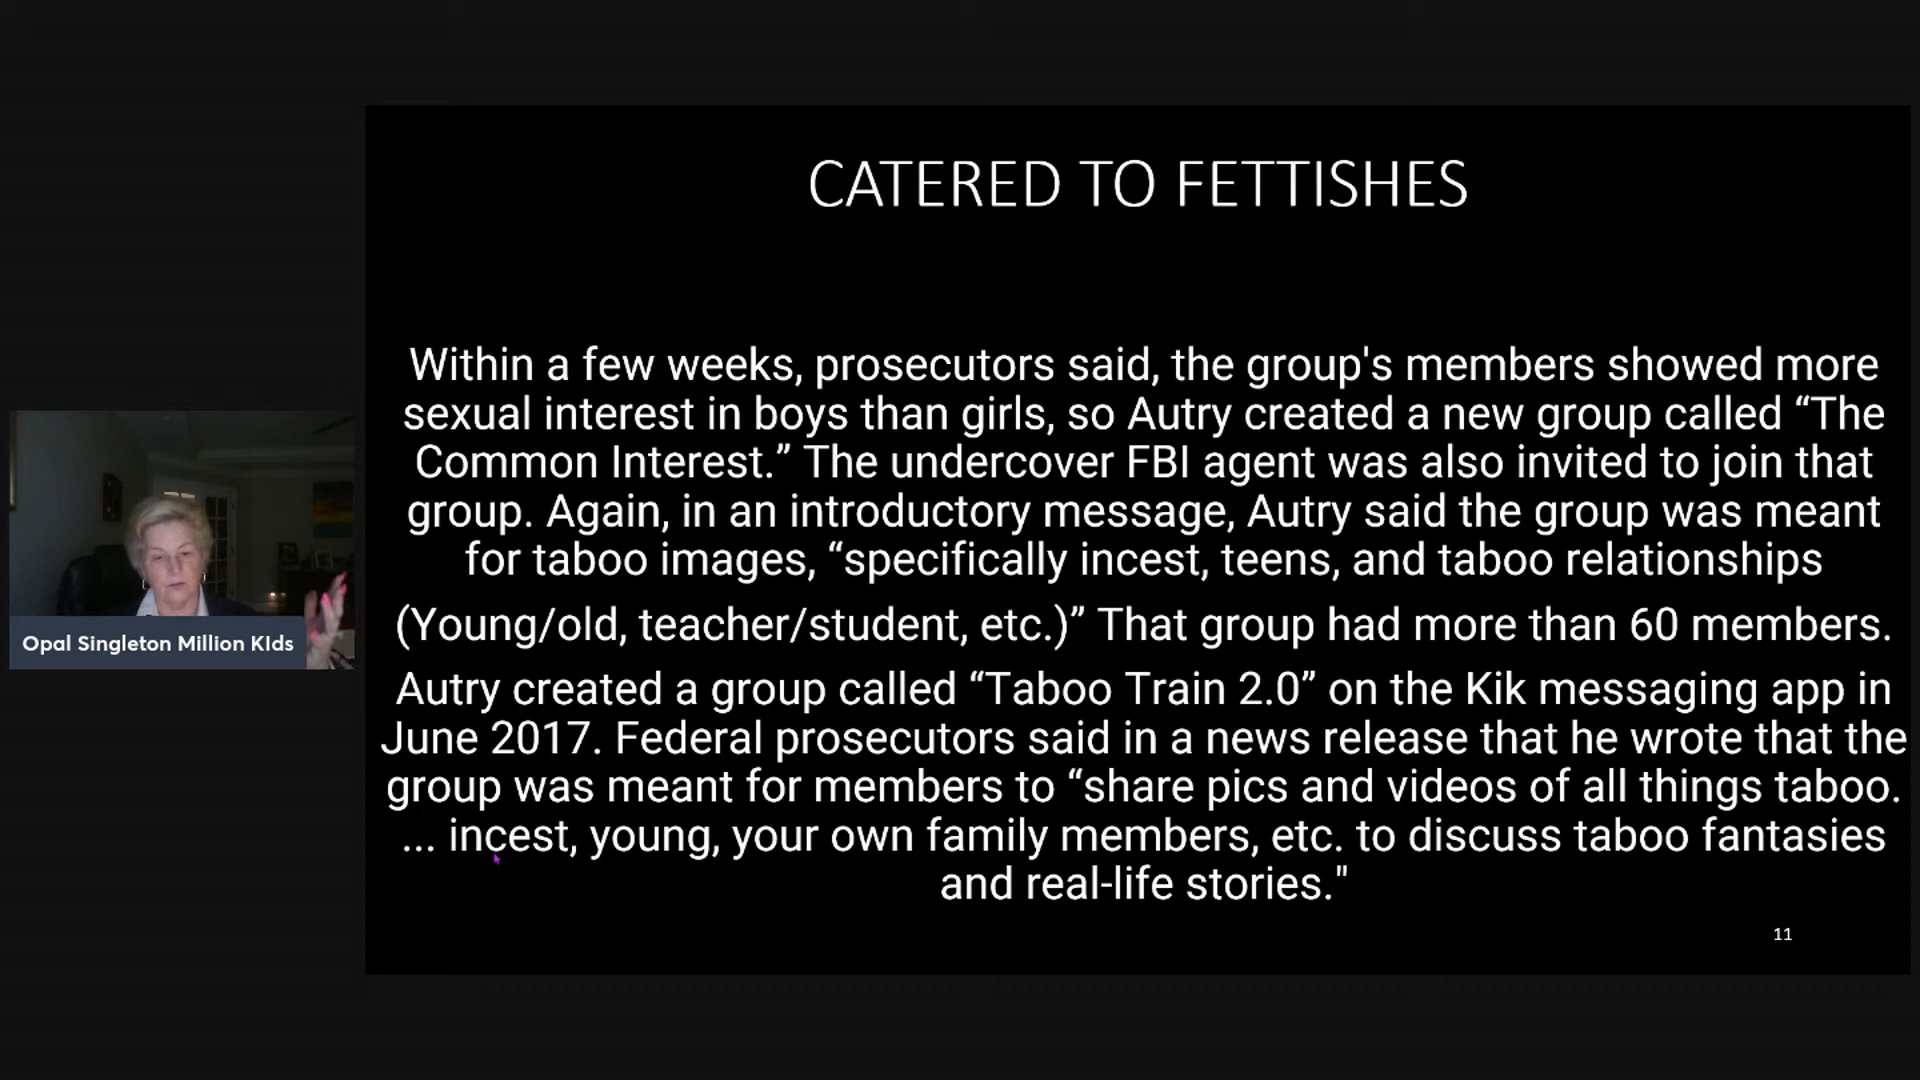 CATERED TO FETTISHES
Within a few weeks, prosecutors said, the group's members showed more
sexual interest in boys than girls, so Autry created a new group called “The
Common Interest.” The undercover FBI agent was also invited to join that
group. Again, in an introductory message, Autry said the group was meant
for taboo images, “specifically incest, teens, and taboo relationships
(Young/old, teacher/student, etc.)” That group had more than 60 members.
Autry created a group called “Taboo Train 2.0” on the Kik messaging app in
June 2017. Federal prosecutors said in a news release that he wrote that the
group was meant for members to “share pics and videos of all things taboo.
... incest, young, your own family members, etc. to discuss taboo fantasies
and real-life stories."
11
Opal Singleton Million KIds